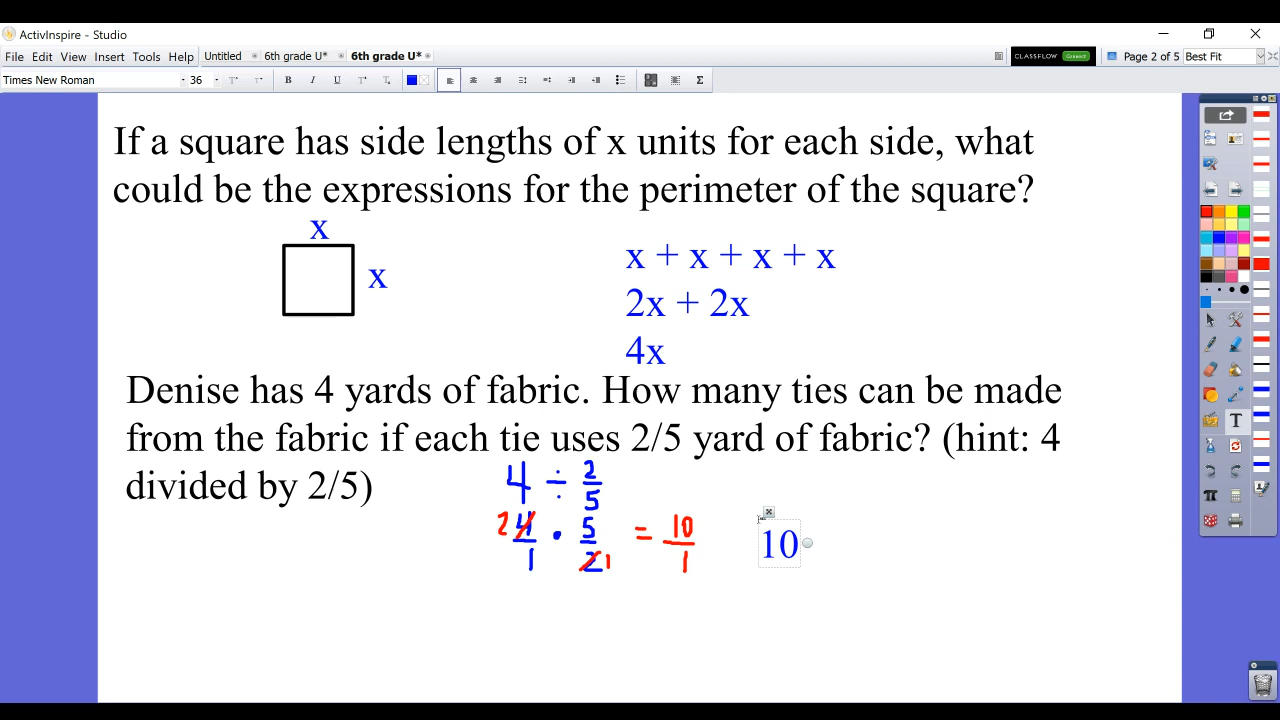 ActivInspire - Studio
File Edit View Insert Tools Help Untitled 6th grade U* 6th grade U* CLASSFLOW Connect Page 2 of 5 Best Fit
Times New Roman 36 B I U T T Σ
If a square has side lengths of x units for each side, what
could be the expressions for the perimeter of the square?
x
x
x + x + x + x
2x + 2x
4x
Denise has 4 yards of fabric. How many ties can be made
from the fabric if each tie uses 2/5 yard of fabric? (hint: 4
divided by 2/5)
4 ÷ 2/5
2 4/1 • 5/2 1 = 10/1
10